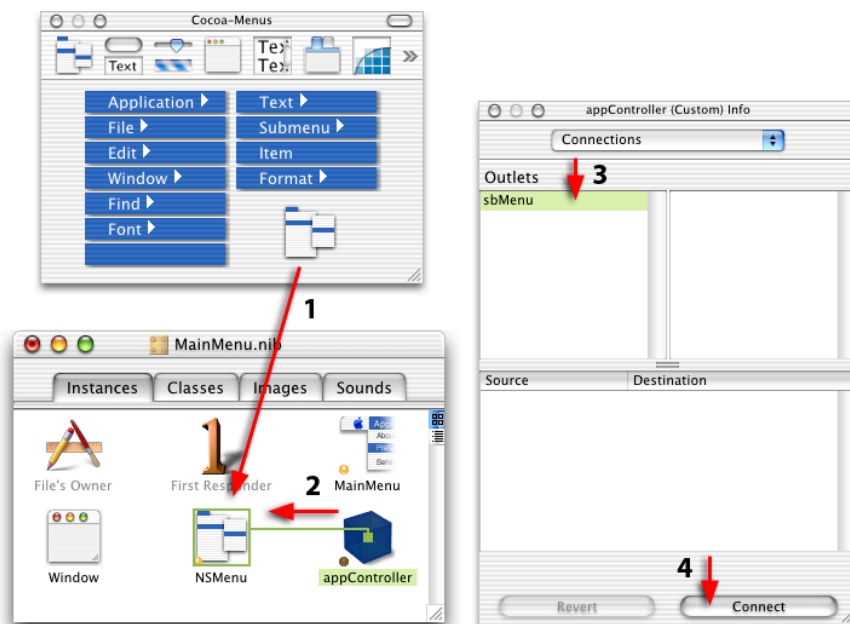 Cocoa-Menus
Text
Tex
Tex
Application
Text
File
Submenu
Edit
Item
Window
Format
Find
Font
1
MainMenu.nib
Instances
Classes
Images
Sounds
File's Owner
First Responder
MainMenu
2
Window
NSMenu
appController
appController (Custom) Info
Connections
Outlets
3
sbMenu
Source
Destination
4
Revert
Connect